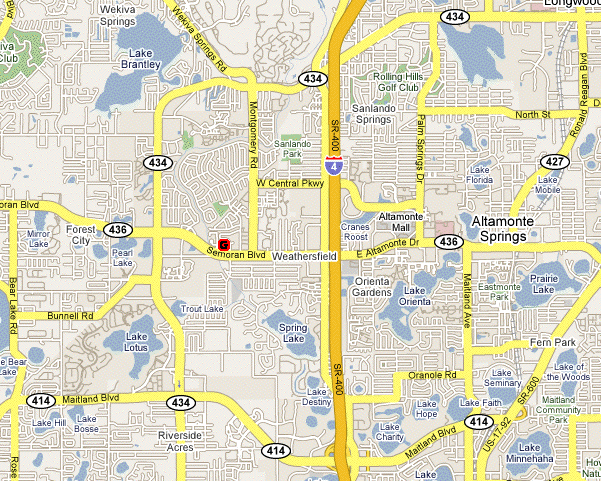 Wekiva
Springs
434
Longwood
Wekiva Springs Rd
Blvd
Lake
Brantley
Wekiva
Club
434
Rolling Hills
Golf Club
Sanlando
Springs
North St
Ronald Reagan Blvd
Montgomery Rd
SR-400
Palm Springs Dr
Sanlando
Park
434
4
427
Lake
Florida
Lake
Mobile
W Central Pkwy
oran Blvd
Mirror
Lake
Forest
City
436
G
Semoran Blvd
Weathersfield
Cranes
Roost
Altamonte
Mall
Altamonte
Springs
E Altamonte Dr
436
Pearl
Lake
Bear Lake Rd
Bunnell Rd
Trout Lake
Orienta
Gardens
Lake
Orienta
Maitland Ave
Eastmonte
Park
Prairie
Lake
Lake
Lotus
Spring
Lake
Fern Park
e Bear
Lake
SR-400
Oranole Rd
Lake
Seminary
Lake of
the Woods
SR-600
414
Maitland Blvd
434
Lake
Destiny
Lake
Hope
Lake Faith
Maitland
Community
Park
Lake Hill
Lake
Bosse
Riverside
Acres
414
Lake
Charity
Maitland Blvd
414
US-17-92
Lake
Minnehaha
Rose
How
Natu